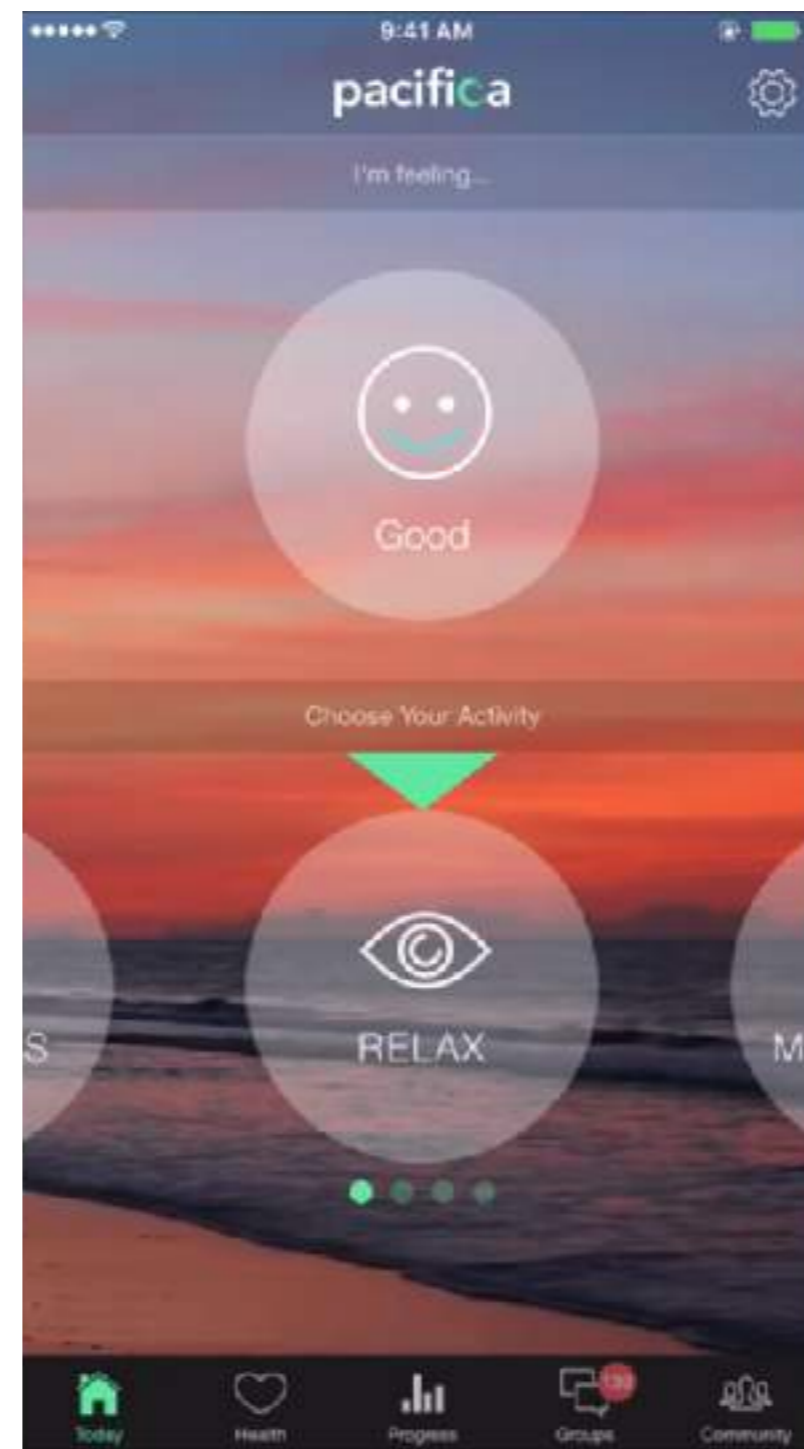 9:41 AM
pacifica
I'm feeling...
Good
Choose Your Activity
S
RELAX
M
Today
Health
Progress
Groups
Community